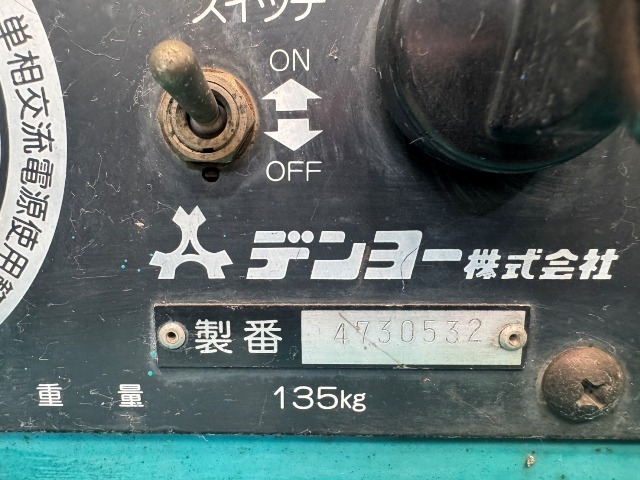 スイッチ
ON
OFF
単相交流電源使用
デンヨー株式会社
製番 4730532
重量 135kg